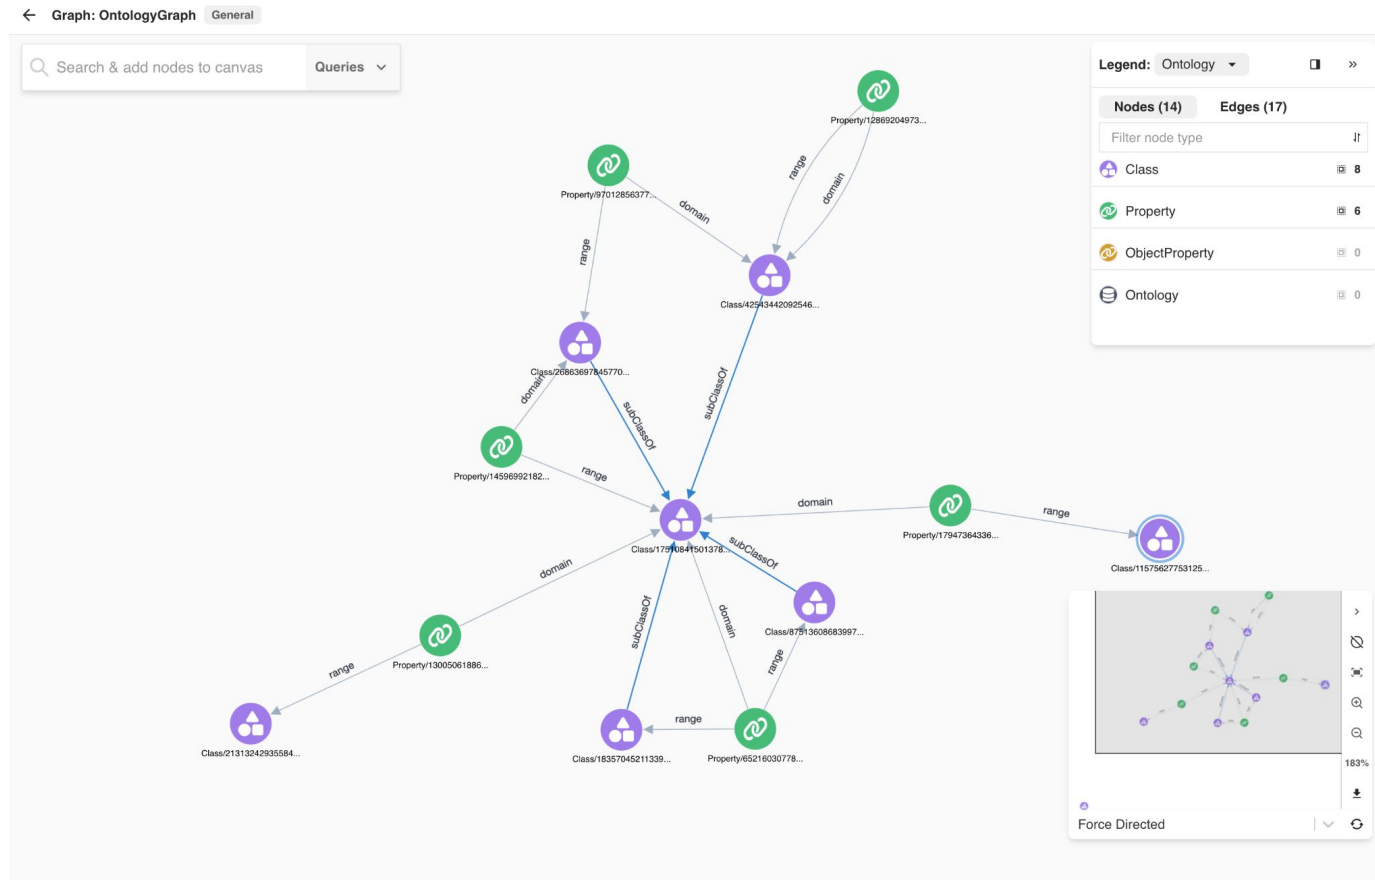 Graph: OntologyGraph General
Search & add nodes to canvas Queries
Legend: Ontology
Nodes (14) Edges (17)
Filter node type
Class 8
Property 6
ObjectProperty 0
Ontology 0
Property/12869204973...
range
domain
Property/97012856377...
domain
range
Class/42543442092546...
Class/26863697845770...
domain
subClassOf
subClassOf
Property/14596992182...
range
domain
Property/17947364336...
range
Class/11575627753125...
Class/17510841501378...
subClassOf
domain
Class/87513608683997...
subClassOf
domain
range
Property/13005061886...
range
Class/21313242935584...
range
Class/18357045211339...
Property/65216030778...
183%
Force Directed